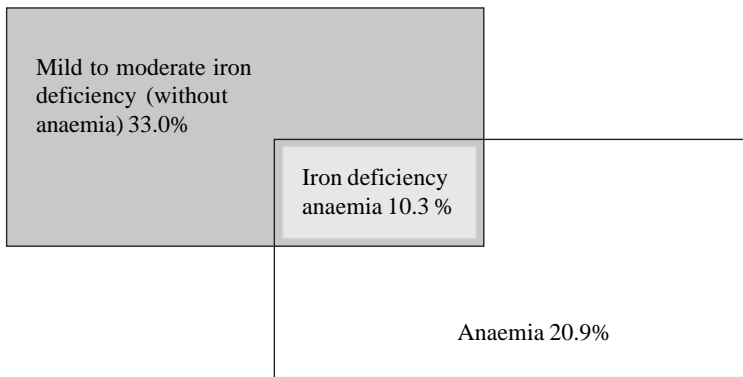 Mild to moderate iron
deficiency (without
anaemia) 33.0%
Iron deficiency
anaemia 10.3 %
Anaemia 20.9%